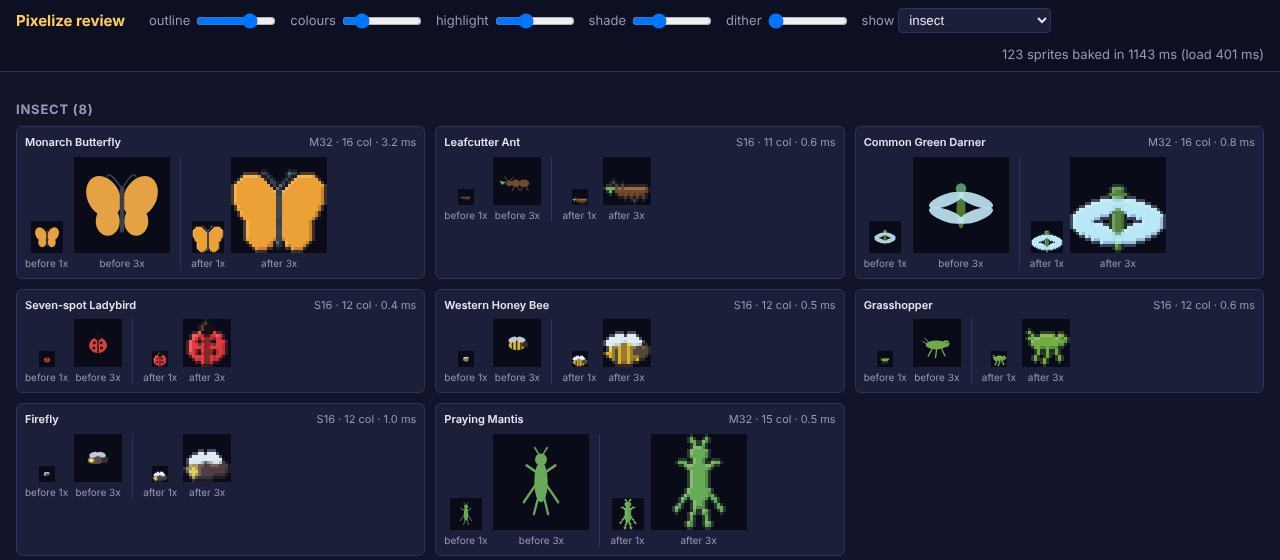 Pixelize review outline colours highlight shade dither show insect
123 sprites baked in 1143 ms (load 401 ms)
INSECT (8)
Monarch Butterfly M32 · 16 col · 3.2 ms
before 1x before 3x after 1x after 3x
Leafcutter Ant S16 · 11 col · 0.6 ms
before 1x before 3x after 1x after 3x
Common Green Darner M32 · 16 col · 0.8 ms
before 1x before 3x after 1x after 3x
Seven-spot Ladybird S16 · 12 col · 0.4 ms
before 1x before 3x after 1x after 3x
Western Honey Bee S16 · 12 col · 0.5 ms
before 1x before 3x after 1x after 3x
Grasshopper S16 · 12 col · 0.6 ms
before 1x before 3x after 1x after 3x
Firefly S16 · 12 col · 1.0 ms
before 1x before 3x after 1x after 3x
Praying Mantis M32 · 15 col · 0.5 ms
before 1x before 3x after 1x after 3x